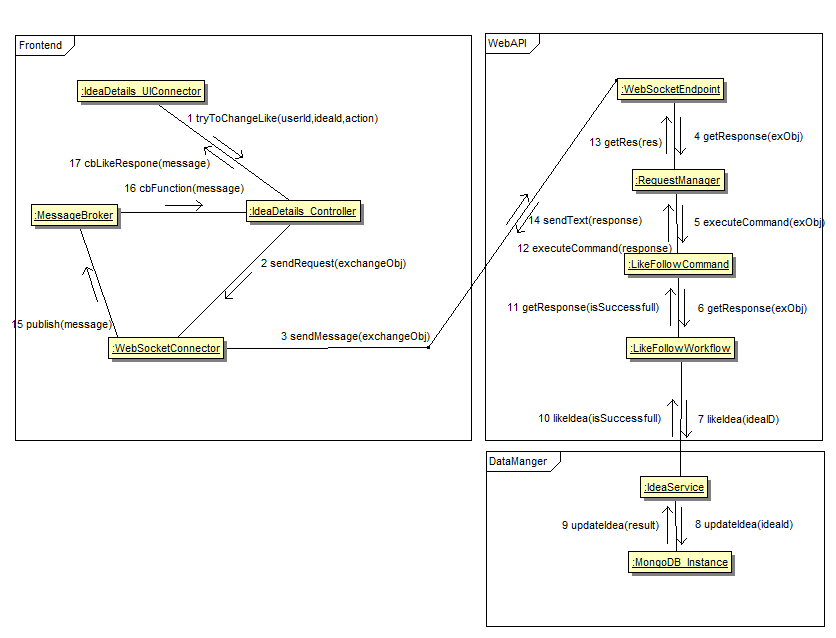 Frontend
:IdeaDetails_UIConnector
1 tryToChangeLike(userId,ideaId,action)
17 cbLikeRespone(message)
16 cbFunction(message)
:MessageBroker
:IdeaDetails_Controller
2 sendRequest(exchangeObj)
15 publish(message)
3 sendMessage(exchangeObj)
:WebSocketConnector
WebAPI
:WebSocketEndpoint
13 getRes(res)
4 getResponse(exObj)
:RequestManager
14 sendText(response)
5 executeCommand(exObj)
12 executeCommand(response)
:LikeFollowCommand
11 getResponse(isSuccessfull)
6 getResponse(exObj)
:LikeFollowWorkflow
10 likeIdea(isSuccessfull)
7 likeIdea(ideaID)
DataManger
:IdeaService
9 updateIdea(result)
8 updateIdea(ideaId)
:MongoDB_Instance